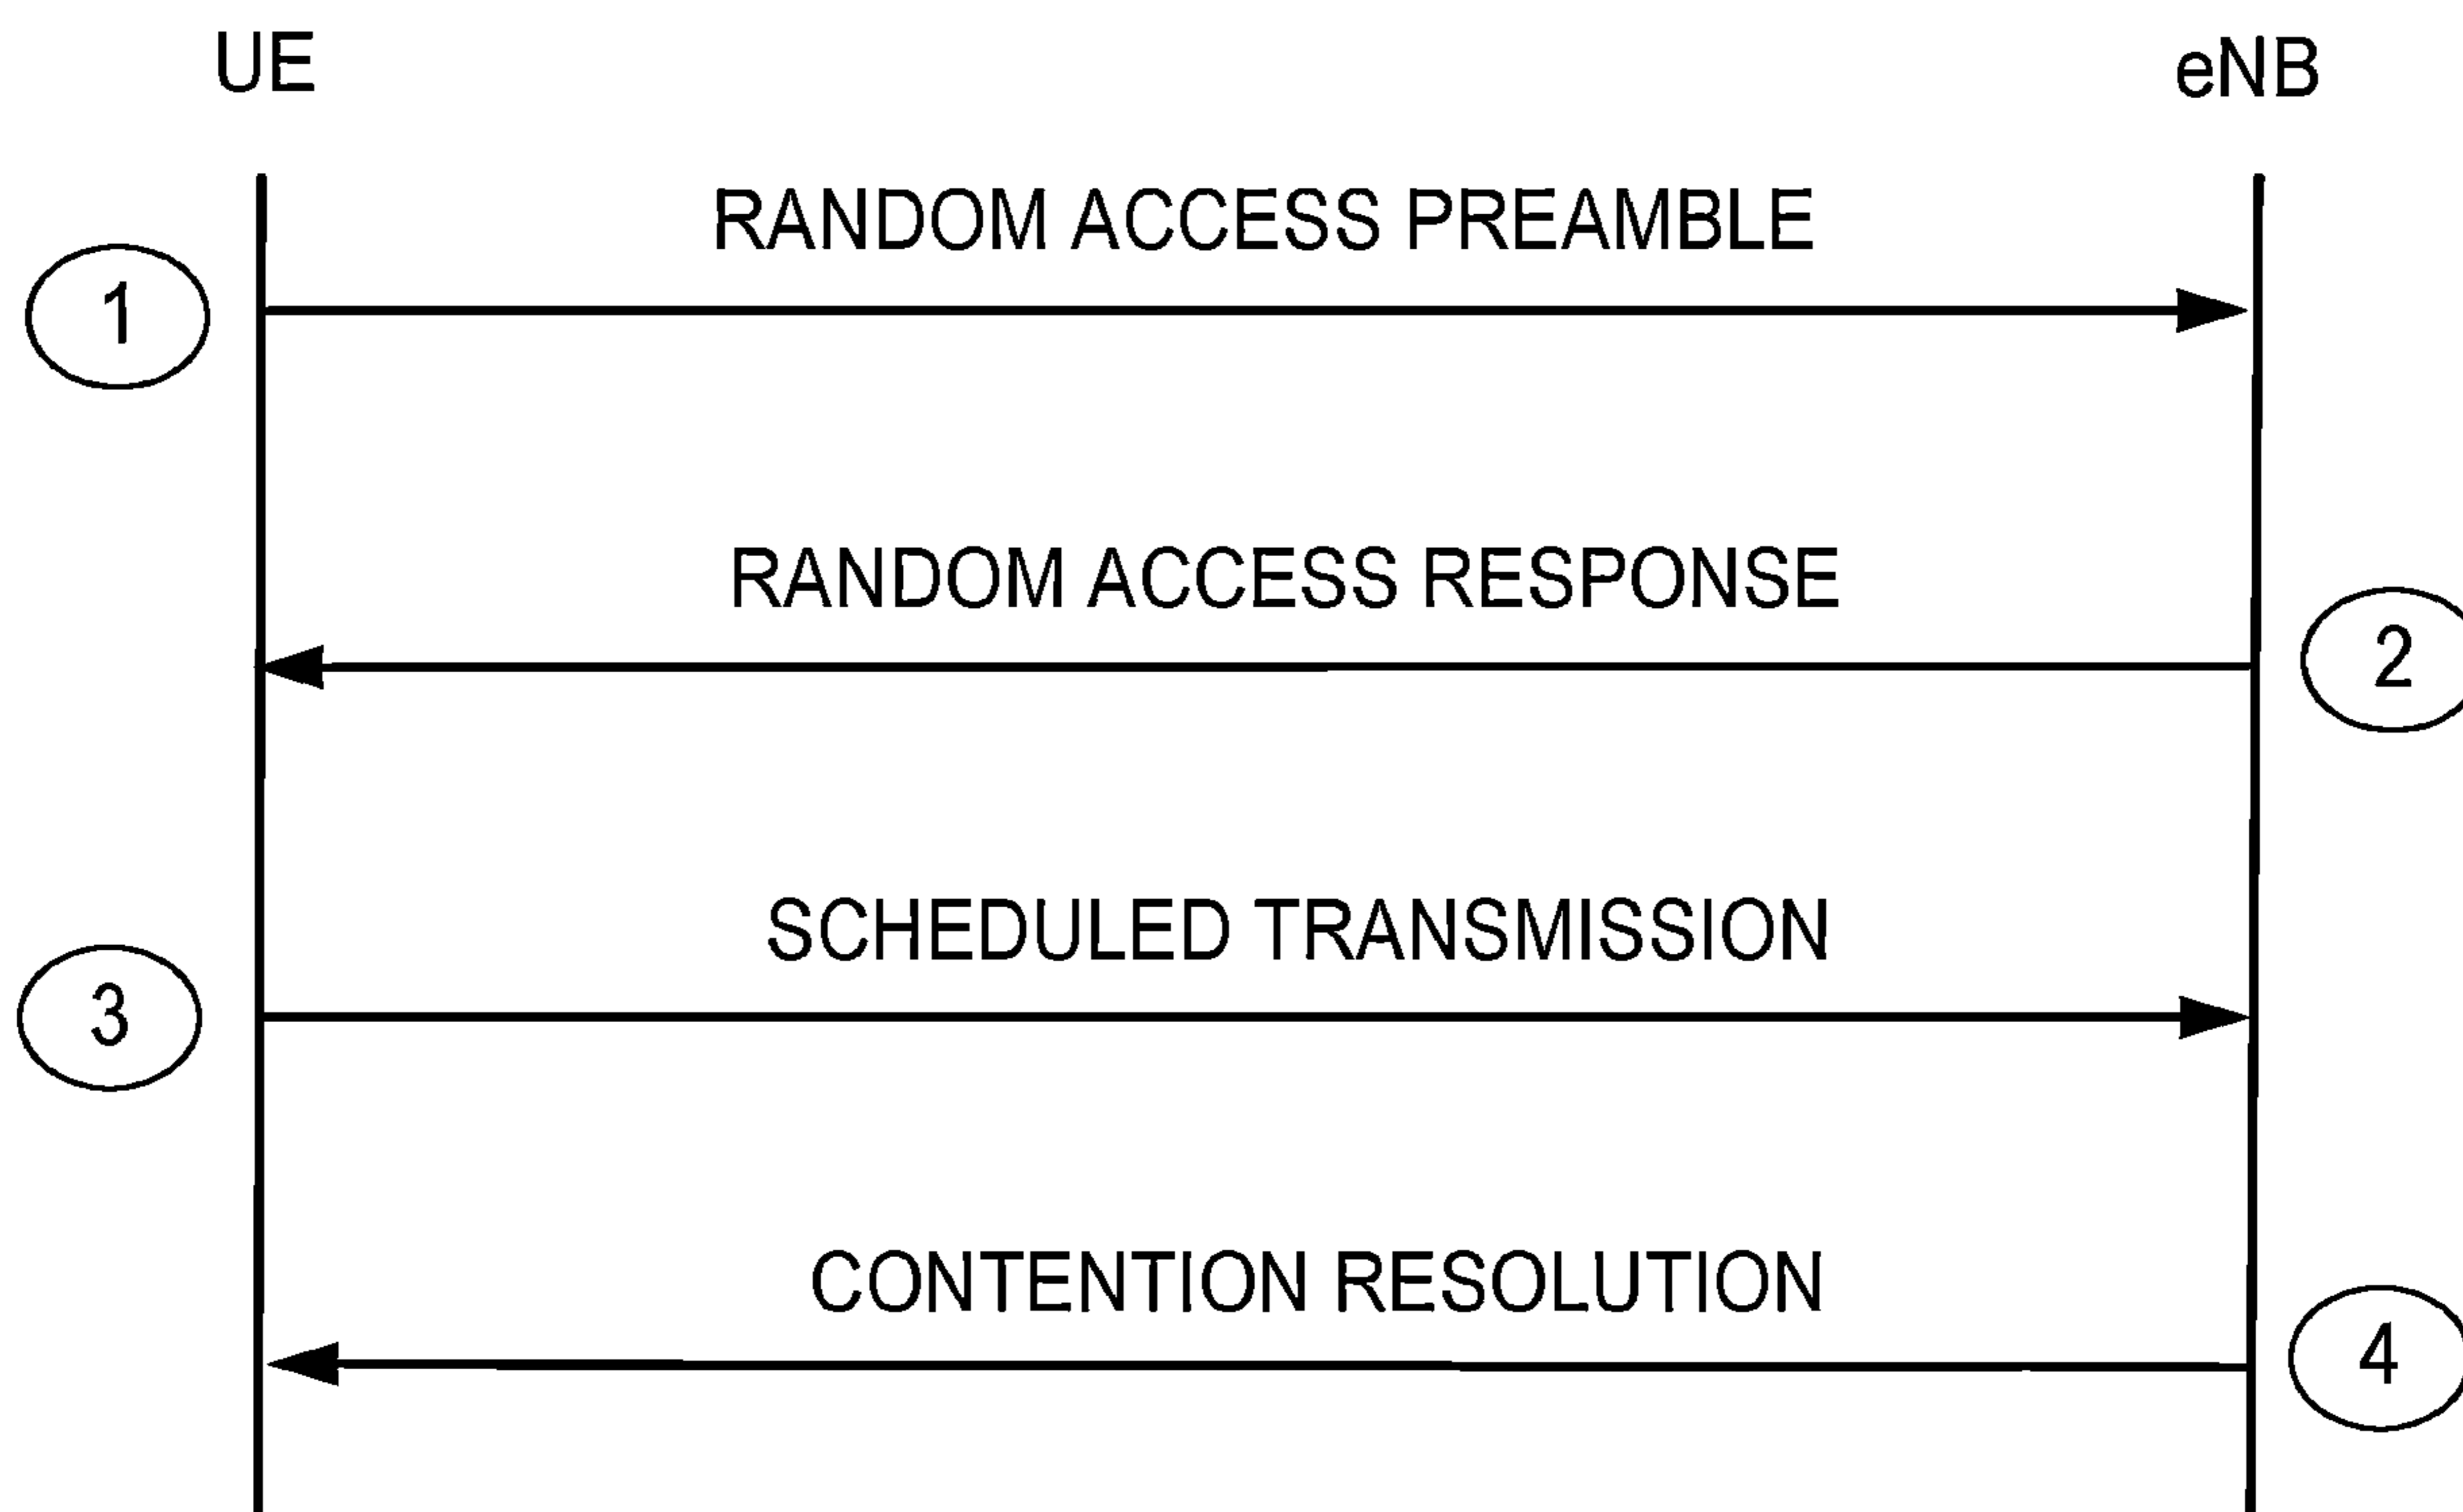 UE eNB
RANDOM ACCESS PREAMBLE
1
RANDOM ACCESS RESPONSE
2
SCHEDULED TRANSMISSION
3
CONTENTION RESOLUTION
4